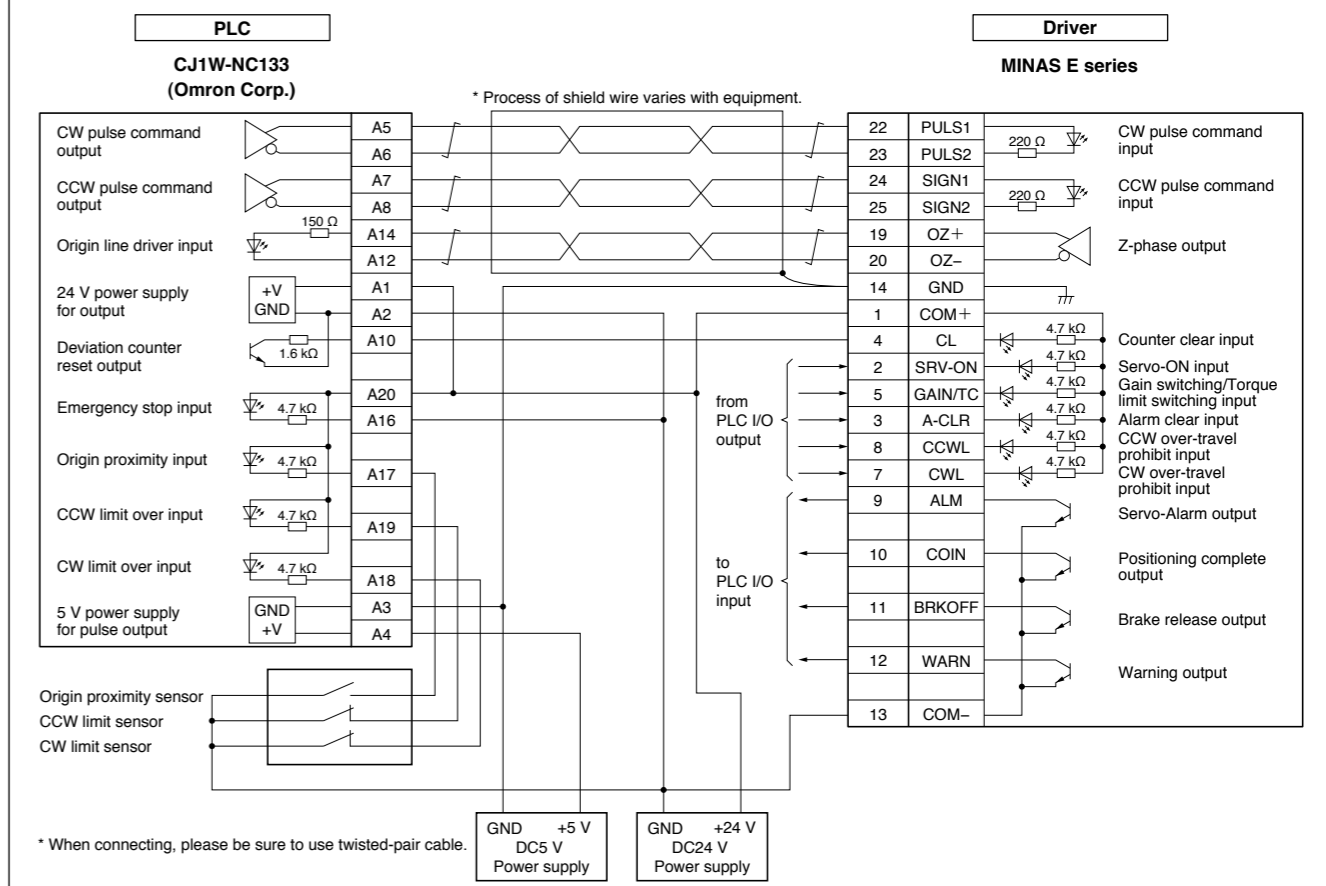 PLC
Driver
CJ1W-NC133
(Omron Corp.)
MINAS E series
* Process of shield wire varies with equipment.
CW pulse command
output
A5
A6
22 PULS1
23 PULS2
220 Ω
CW pulse command
input
CCW pulse command
output
A7
A8
24 SIGN1
25 SIGN2
220 Ω
CCW pulse command
input
150 Ω
Origin line driver input
A14
A12
19 OZ+
20 OZ−
Z-phase output
24 V power supply
for output
+V
GND
A1
A2
14 GND
1 COM+
Deviation counter
reset output
1.6 kΩ
A10
4 CL
4.7 kΩ
Counter clear input
2 SRV-ON
4.7 kΩ
Servo-ON input
Emergency stop input
4.7 kΩ
A20
A16
from
PLC I/O
output
5 GAIN/TC
4.7 kΩ
Gain switching/Torque
limit switching input
3 A-CLR
4.7 kΩ
Alarm clear input
8 CCWL
4.7 kΩ
CCW over-travel
prohibit input
Origin proximity input
4.7 kΩ
A17
7 CWL
4.7 kΩ
CW over-travel
prohibit input
CCW limit over input
4.7 kΩ
A19
9 ALM
Servo-Alarm output
CW limit over input
4.7 kΩ
A18
to
PLC I/O
input
10 COIN
Positioning complete
output
5 V power supply
for pulse output
GND
+V
A3
A4
11 BRKOFF
Brake release output
12 WARN
Warning output
13 COM−
Origin proximity sensor
CCW limit sensor
CW limit sensor
GND +5 V
DC5 V
Power supply
GND +24 V
DC24 V
Power supply
* When connecting, please be sure to use twisted-pair cable.